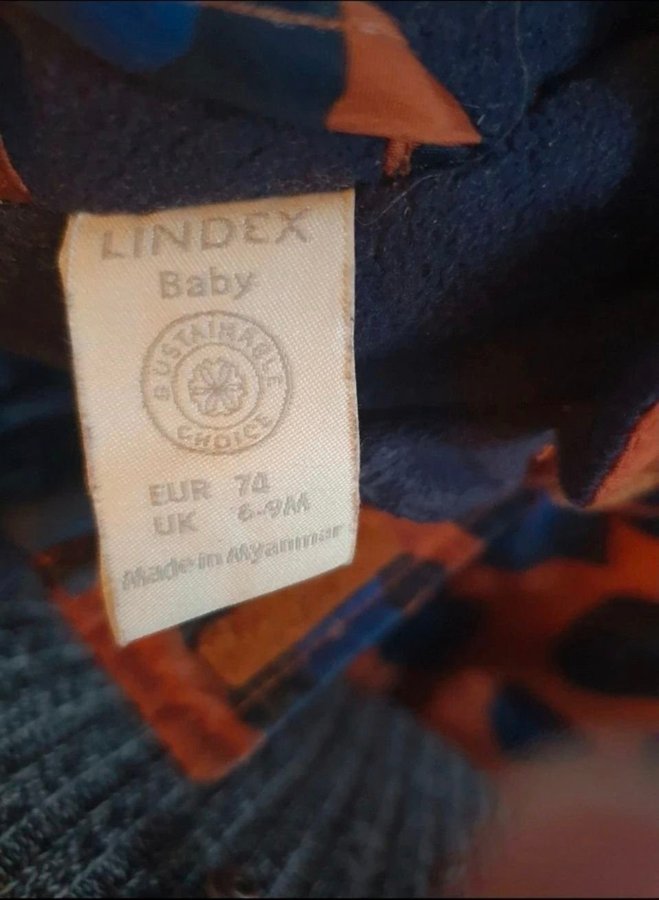 LINDEX
Baby
SUSTAINABLE
CHOICE
EUR 74
UK 6-9M
Made in Myanmar